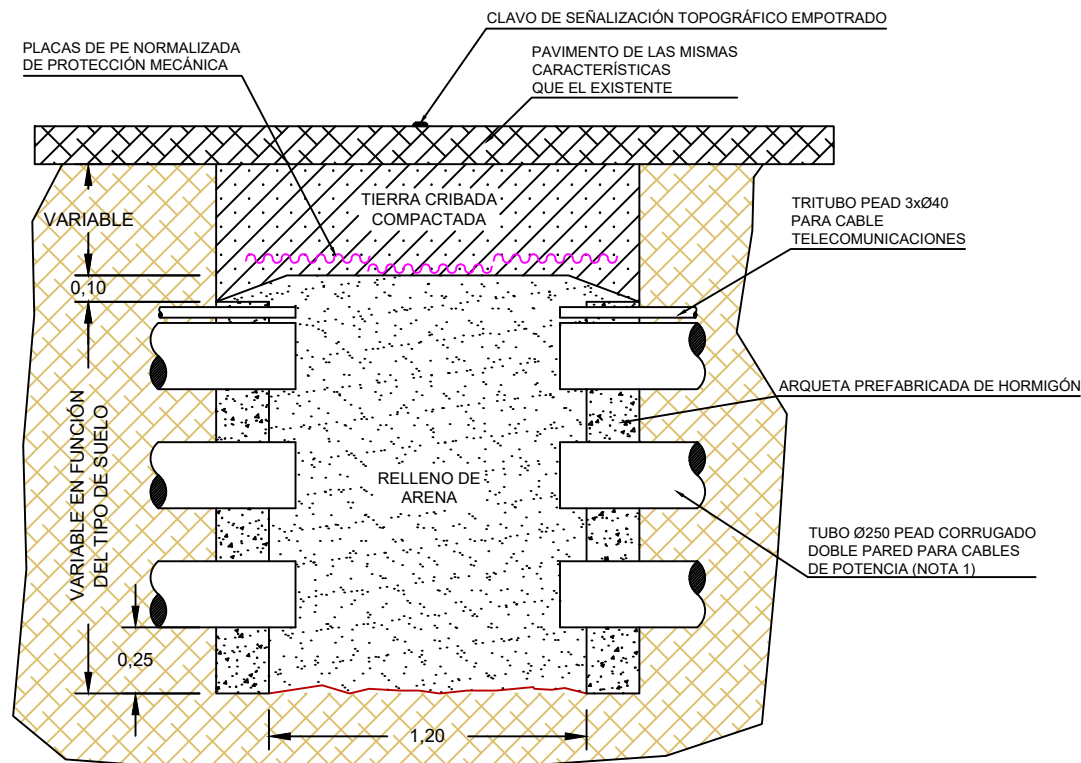 CLAVO DE SEÑALIZACIÓN TOPOGRÁFICO EMPOTRADO
PLACAS DE PE NORMALIZADA
DE PROTECCIÓN MECÁNICA
PAVIMENTO DE LAS MISMAS
CARACTERÍSTICAS
QUE EL EXISTENTE
TIERRA CRIBADA
COMPACTADA
VARIABLE
TRITUBO PEAD 3xØ40
PARA CABLE
TELECOMUNICACIONES
0,10
ARQUETA PREFABRICADA DE HORMIGÓN
VARIABLE EN FUNCIÓN
DEL TIPO DE SUELO
RELLENO DE
ARENA
TUBO Ø250 PEAD CORRUGADO
DOBLE PARED PARA CABLES
DE POTENCIA (NOTA 1)
0,25
1,20